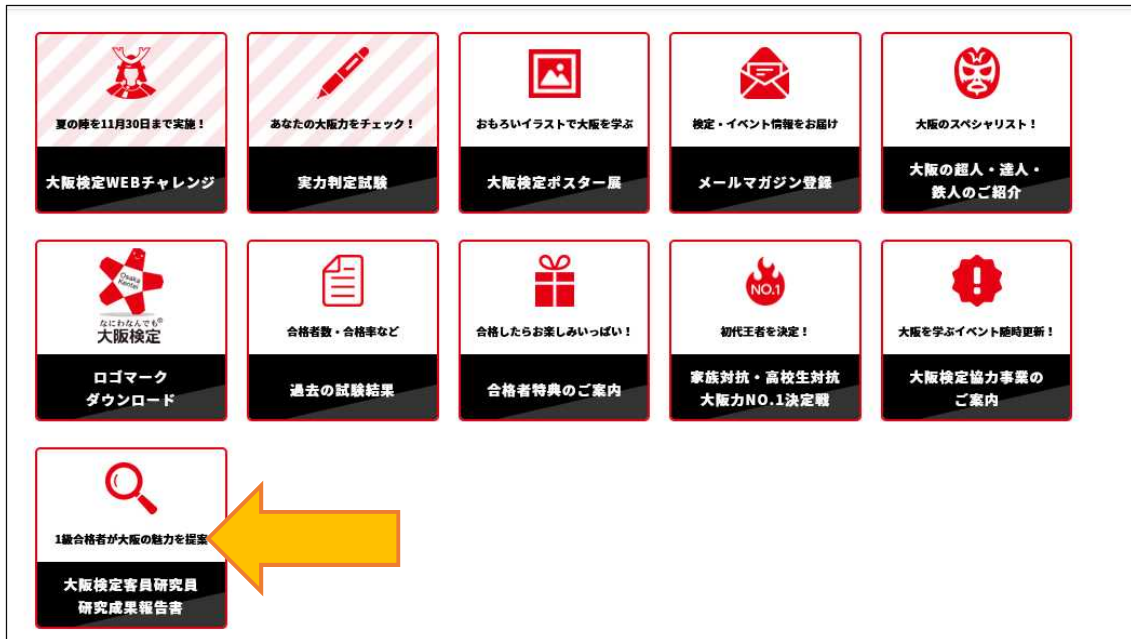 夏の陣を11月30日まで実施！
大阪検定WEBチャレンジ
あなたの大阪力をチェック！
実力判定試験
おもろいイラストで大阪を学ぶ
大阪検定ポスター展
検定・イベント情報をお届け
メールマガジン登録
大阪のスペシャリスト！
大阪の超人・達人・
鉄人のご紹介
Osaka
Kentei
なにわなんでも®
大阪検定
ロゴマーク
ダウンロード
合格者数・合格率など
過去の試験結果
合格したらお楽しみいっぱい！
合格者特典のご案内
NO.1
初代王者を決定！
家族対抗・高校生対抗
大阪力NO.1決定戦
大阪を学ぶイベント随時更新！
大阪検定協力事業の
ご案内
1級合格者が大阪の魅力を提案
大阪検定客員研究員
研究成果報告書